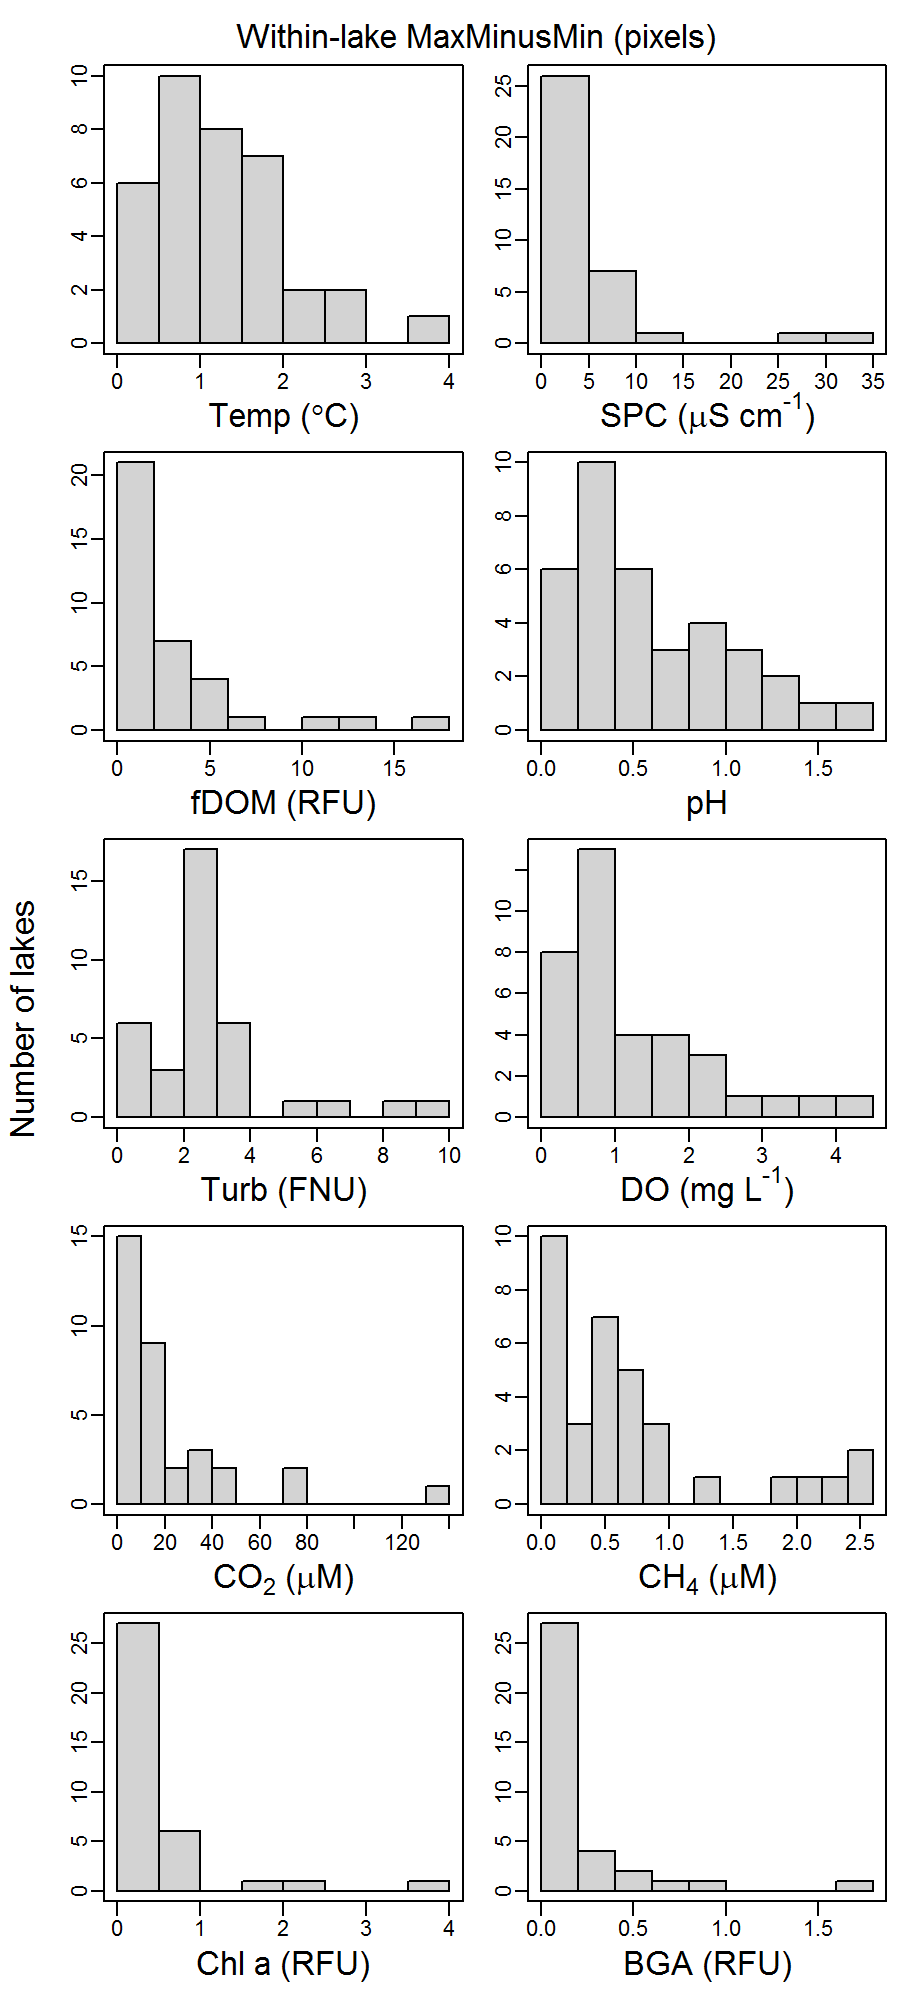 Within-lake MaxMinusMin (pixels)
0 2 4 6 8 10
0 1 2 3 4
Temp (°C)
0 5 10 15 20 25
0 5 10 15 20 25 30 35
SPC (μS cm-1)
0 5 10 15 20
0 5 10 15
fDOM (RFU)
0 2 4 6 8 10
0.0 0.5 1.0 1.5
pH
Number of lakes
0 5 10 15
0 2 4 6 8 10
Turb (FNU)
0 2 4 6 8 10
0 1 2 3 4
DO (mg L-1)
0 5 10 15
0 20 40 60 80 120
CO2 (μM)
0 2 4 6 8 10
0.0 0.5 1.0 1.5 2.0 2.5
CH4 (μM)
0 5 10 15 20 25
0 1 2 3 4
Chl a (RFU)
0 5 10 15 20 25
0.0 0.5 1.0 1.5
BGA (RFU)